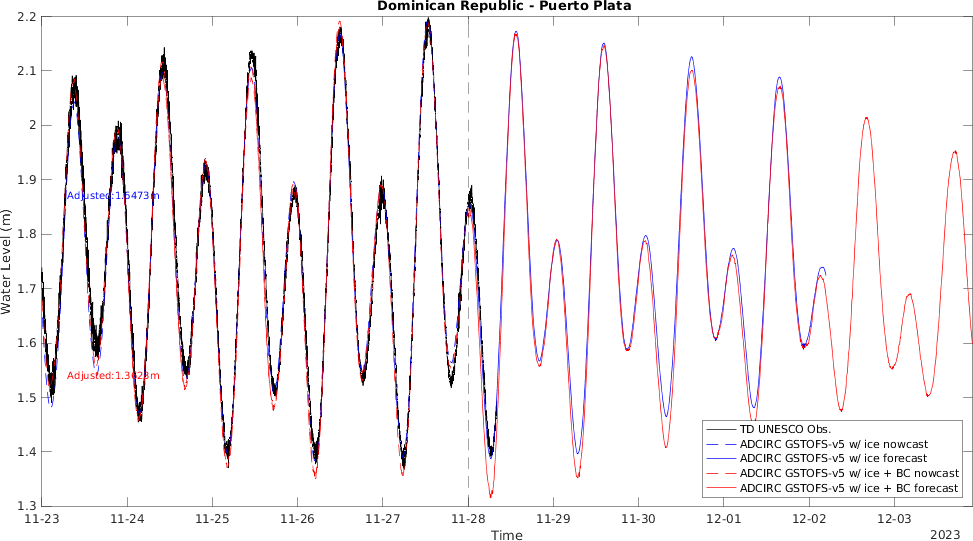 Dominican Republic - Puerto Plata
Water Level (m)
2.2
2.1
2
1.9
1.8
1.7
1.6
1.5
1.4
1.3
Adjusted:1.5473m
Adjusted:1.3623m
TD UNESCO Obs.
ADCIRC GSTOFS-v5 w/ ice nowcast
ADCIRC GSTOFS-v5 w/ ice forecast
ADCIRC GSTOFS-v5 w/ ice + BC nowcast
ADCIRC GSTOFS-v5 w/ ice + BC forecast
11-23 11-24 11-25 11-26 11-27 11-28 11-29 11-30 12-01 12-02 12-03
Time
2023